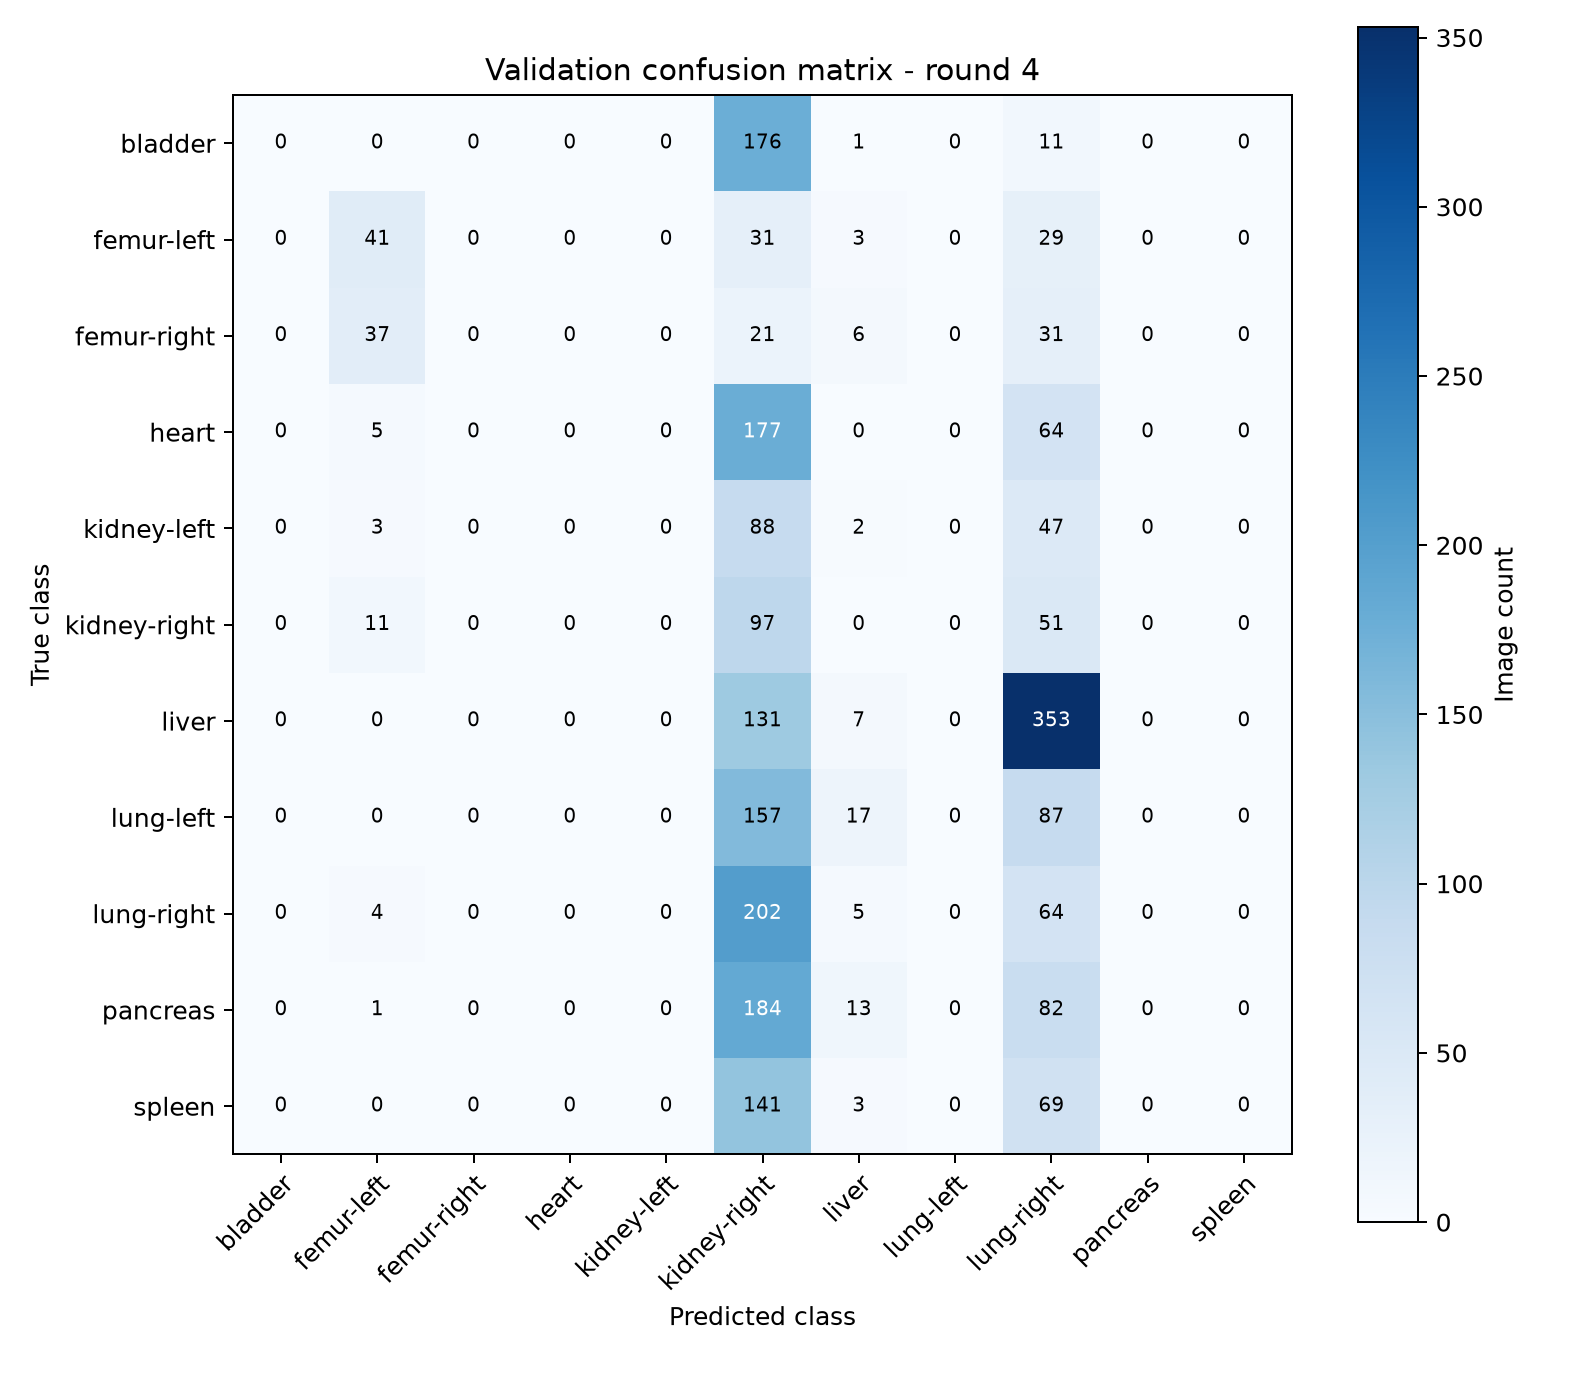 Validation confusion matrix - round 4
bladder 0 0 0 0 0 176 1 0 11 0 0
femur-left 0 41 0 0 0 31 3 0 29 0 0
femur-right 0 37 0 0 0 21 6 0 31 0 0
heart 0 5 0 0 0 177 0 0 64 0 0
kidney-left 0 3 0 0 0 88 2 0 47 0 0
kidney-right 0 11 0 0 0 97 0 0 51 0 0
liver 0 0 0 0 0 131 7 0 353 0 0
lung-left 0 0 0 0 0 157 17 0 87 0 0
lung-right 0 4 0 0 0 202 5 0 64 0 0
pancreas 0 1 0 0 0 184 13 0 82 0 0
spleen 0 0 0 0 0 141 3 0 69 0 0
True class
bladder femur-left femur-right heart kidney-left kidney-right liver lung-left lung-right pancreas spleen
Predicted class
350
300
250
200
150
100
50
0
Image count